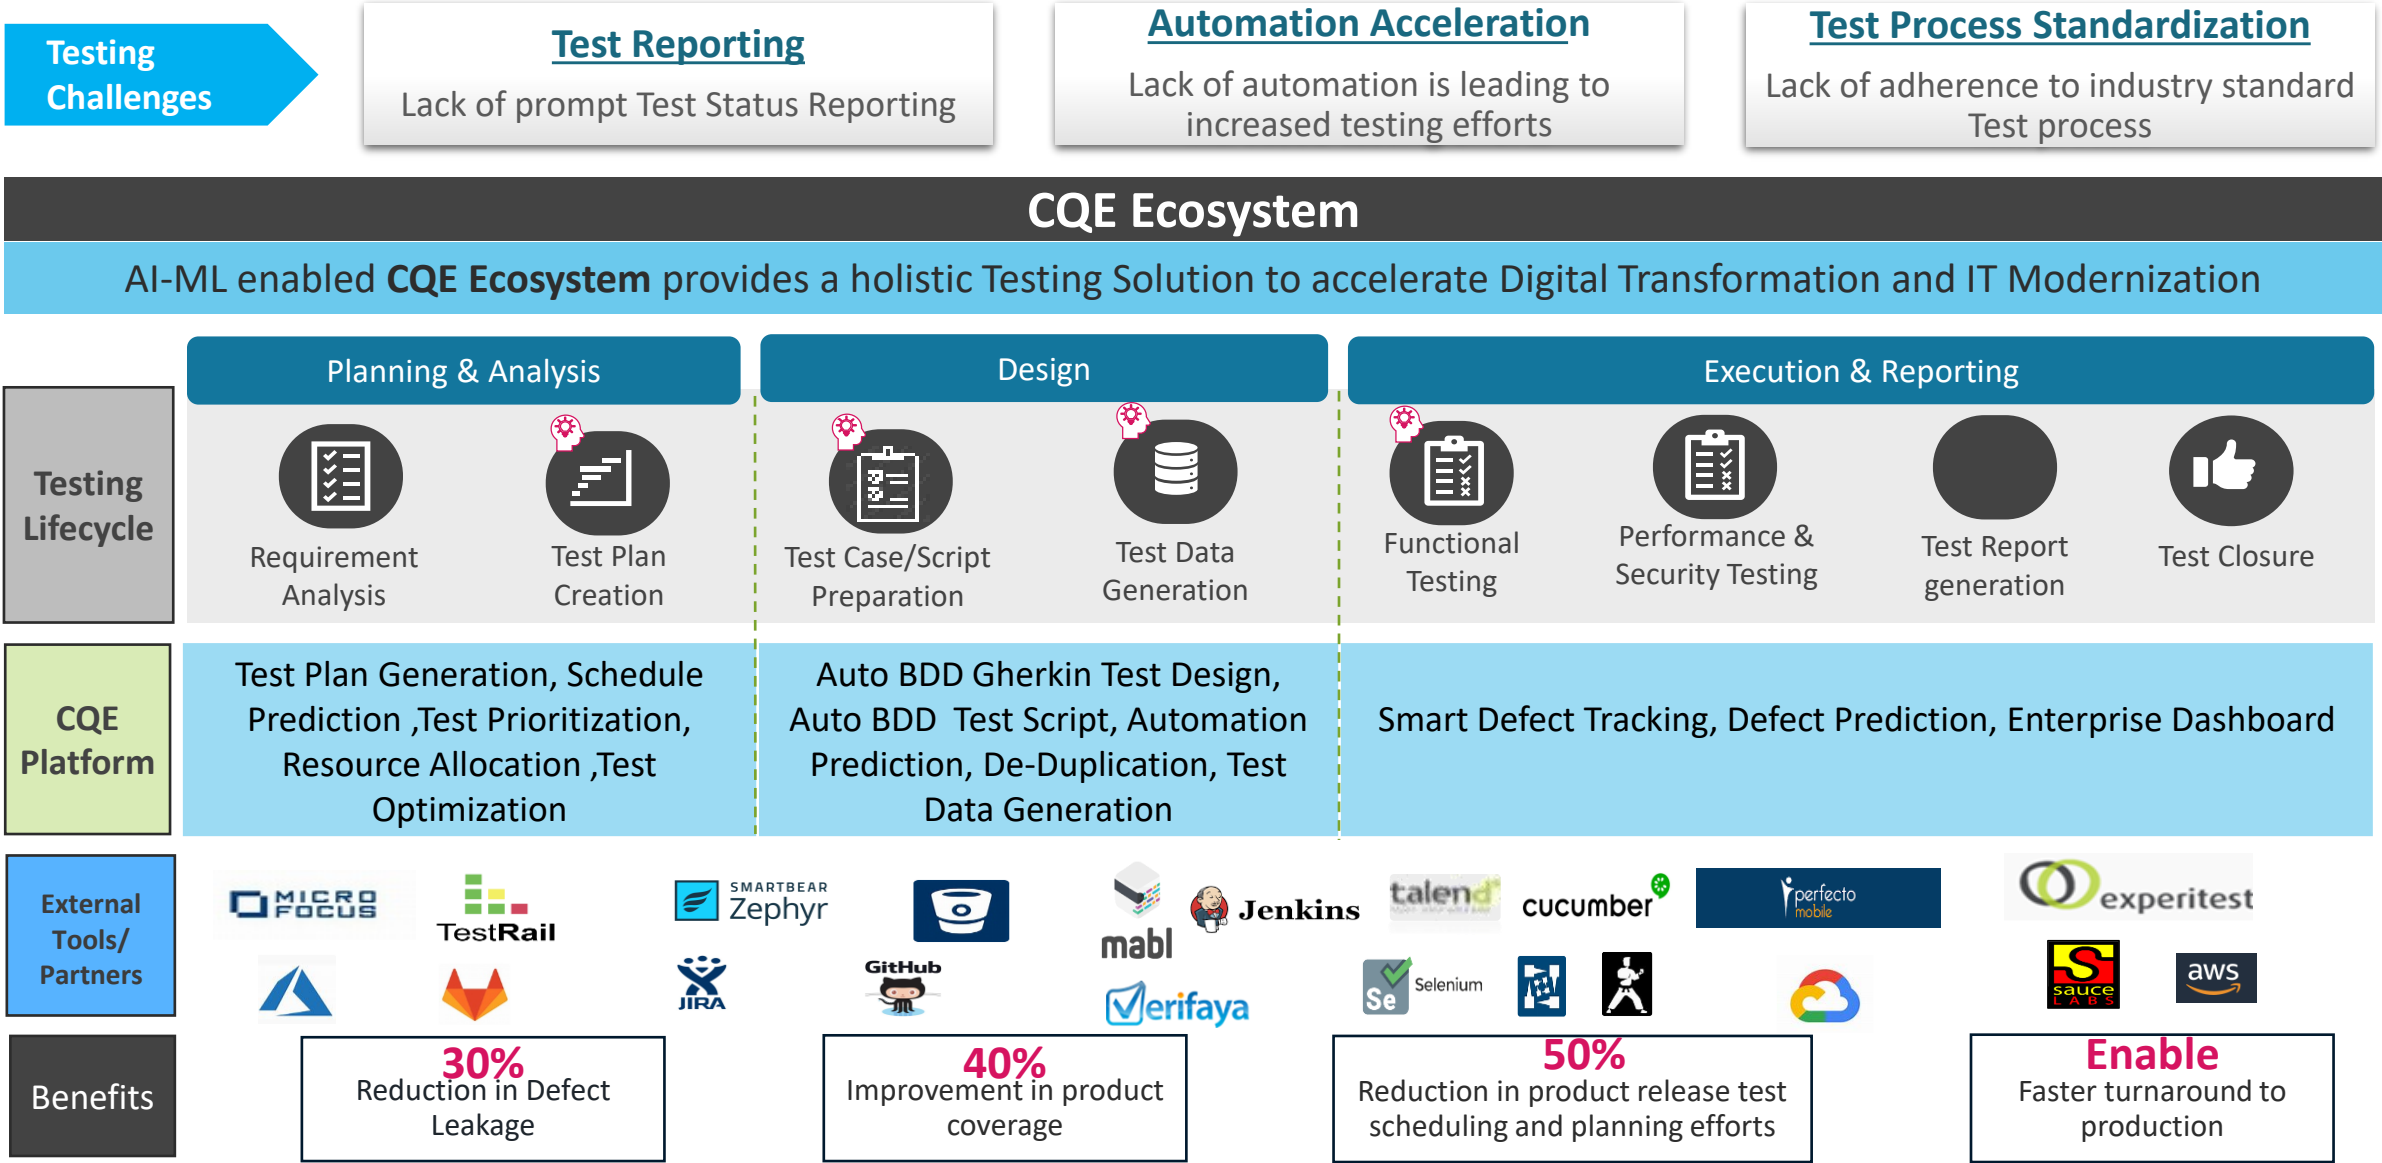 Testing
Challenges
Test Reporting
Lack of prompt Test Status Reporting
Automation Acceleration
Lack of automation is leading to
increased testing efforts
Test Process Standardization
Lack of adherence to industry standard
Test process
CQE Ecosystem
AI-ML enabled CQE Ecosystem provides a holistic Testing Solution to accelerate Digital Transformation and IT Modernization
Planning & Analysis
Design
Execution & Reporting
Testing
Lifecycle
Requirement
Analysis
Test Plan
Creation
Test Case/Script
Preparation
Test Data
Generation
Functional
Testing
Performance &
Security Testing
Test Report
generation
Test Closure
CQE
Platform
Test Plan Generation, Schedule
Prediction ,Test Prioritization,
Resource Allocation ,Test
Optimization
Auto BDD Gherkin Test Design,
Auto BDD  Test Script, Automation
Prediction, De-Duplication, Test
Data Generation
Smart Defect Tracking, Defect Prediction, Enterprise Dashboard
External
Tools/
Partners
MICRO
FOCUS
TestRail
SMARTBEAR
Zephyr
mabl
Jenkins
talend
cucumber
perfecto
mobile
experitest
JIRA
GitHub
Verifaya
Se
Selenium
S
sauce
LABS
aws
Benefits
30%
Reduction in Defect
Leakage
40%
Improvement in product
coverage
50%
Reduction in product release test
scheduling and planning efforts
Enable
Faster turnaround to
production